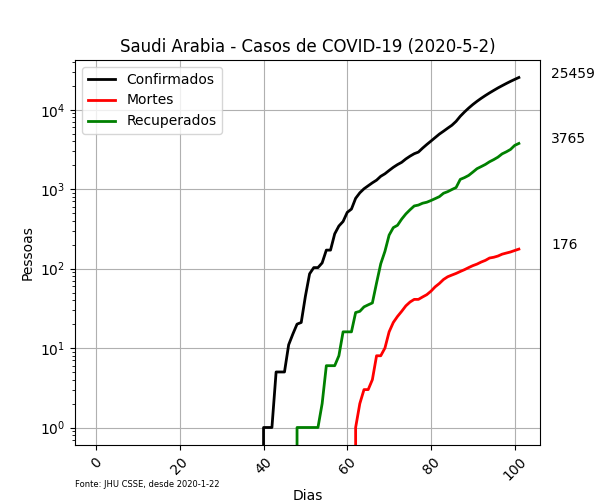 Saudi Arabia - Casos de COVID-19 (2020-5-2)
Confirmados
Mortes
Recuperados
25459
3765
176
10⁴
10³
10²
10¹
10⁰
Pessoas
0 20 40 60 80 100
Fonte: JHU CSSE, desde 2020-1-22
Dias